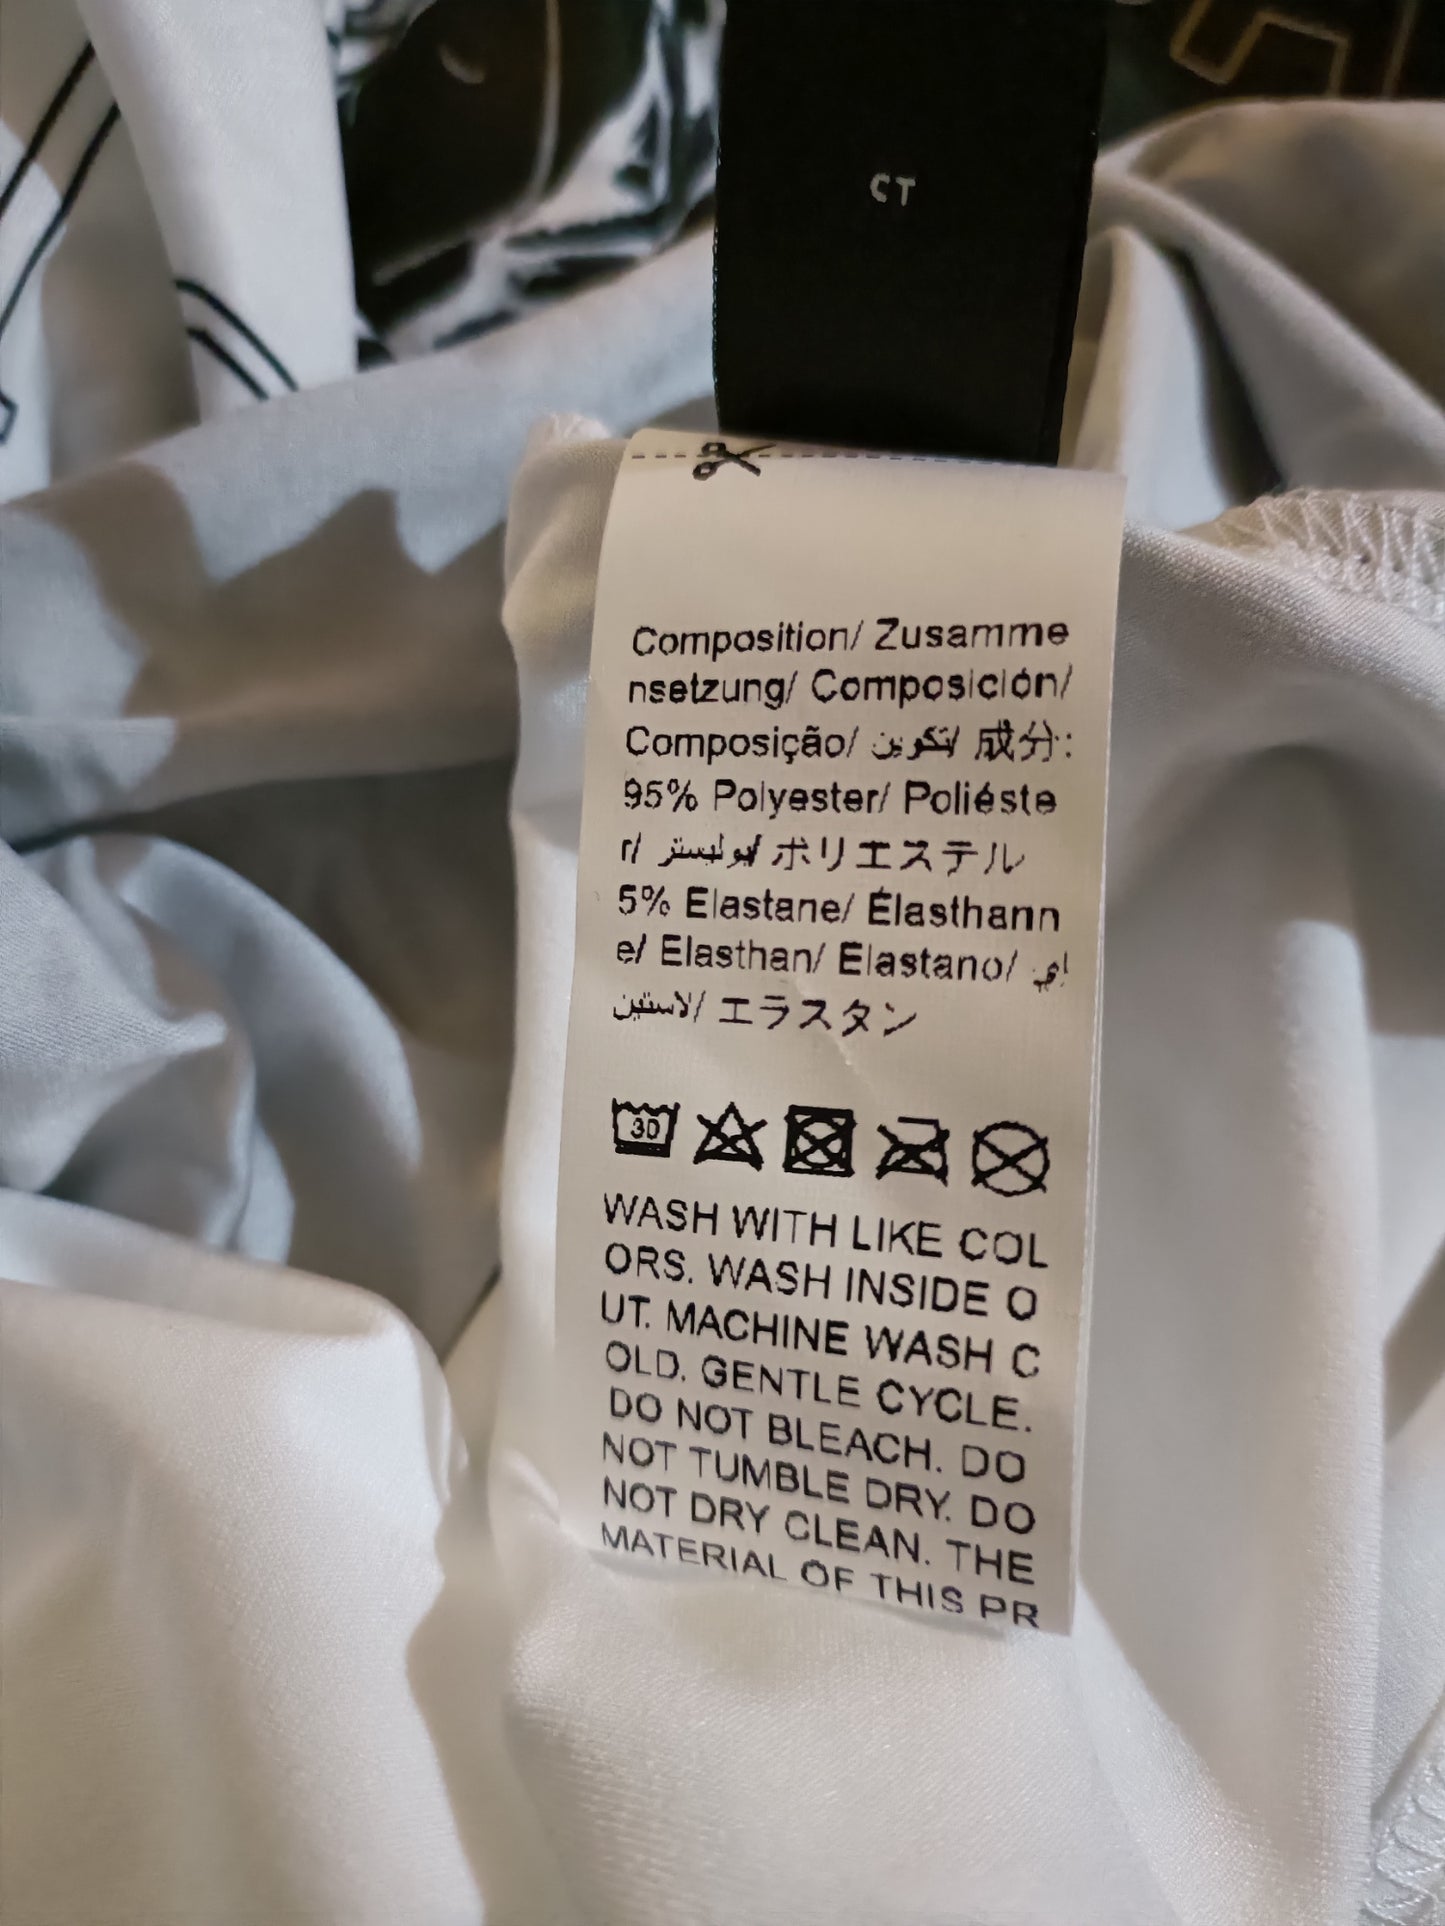 CT
Composition/ Zusamme
nsetzung/ Composición/
Composição/ تكوين/ 成分:
95% Polyester/ Poliéste
r/ بوليستر/ ポリエステル
5% Elastane/ Élasthann
e/ Elasthan/ Elastano/ إي
لاستين/ エラスタン
30
WASH WITH LIKE COL
ORS. WASH INSIDE O
UT. MACHINE WASH C
OLD. GENTLE CYCLE.
DO NOT BLEACH. DO
NOT TUMBLE DRY. DO
NOT DRY CLEAN. THE
MATERIAL OF THIS PR